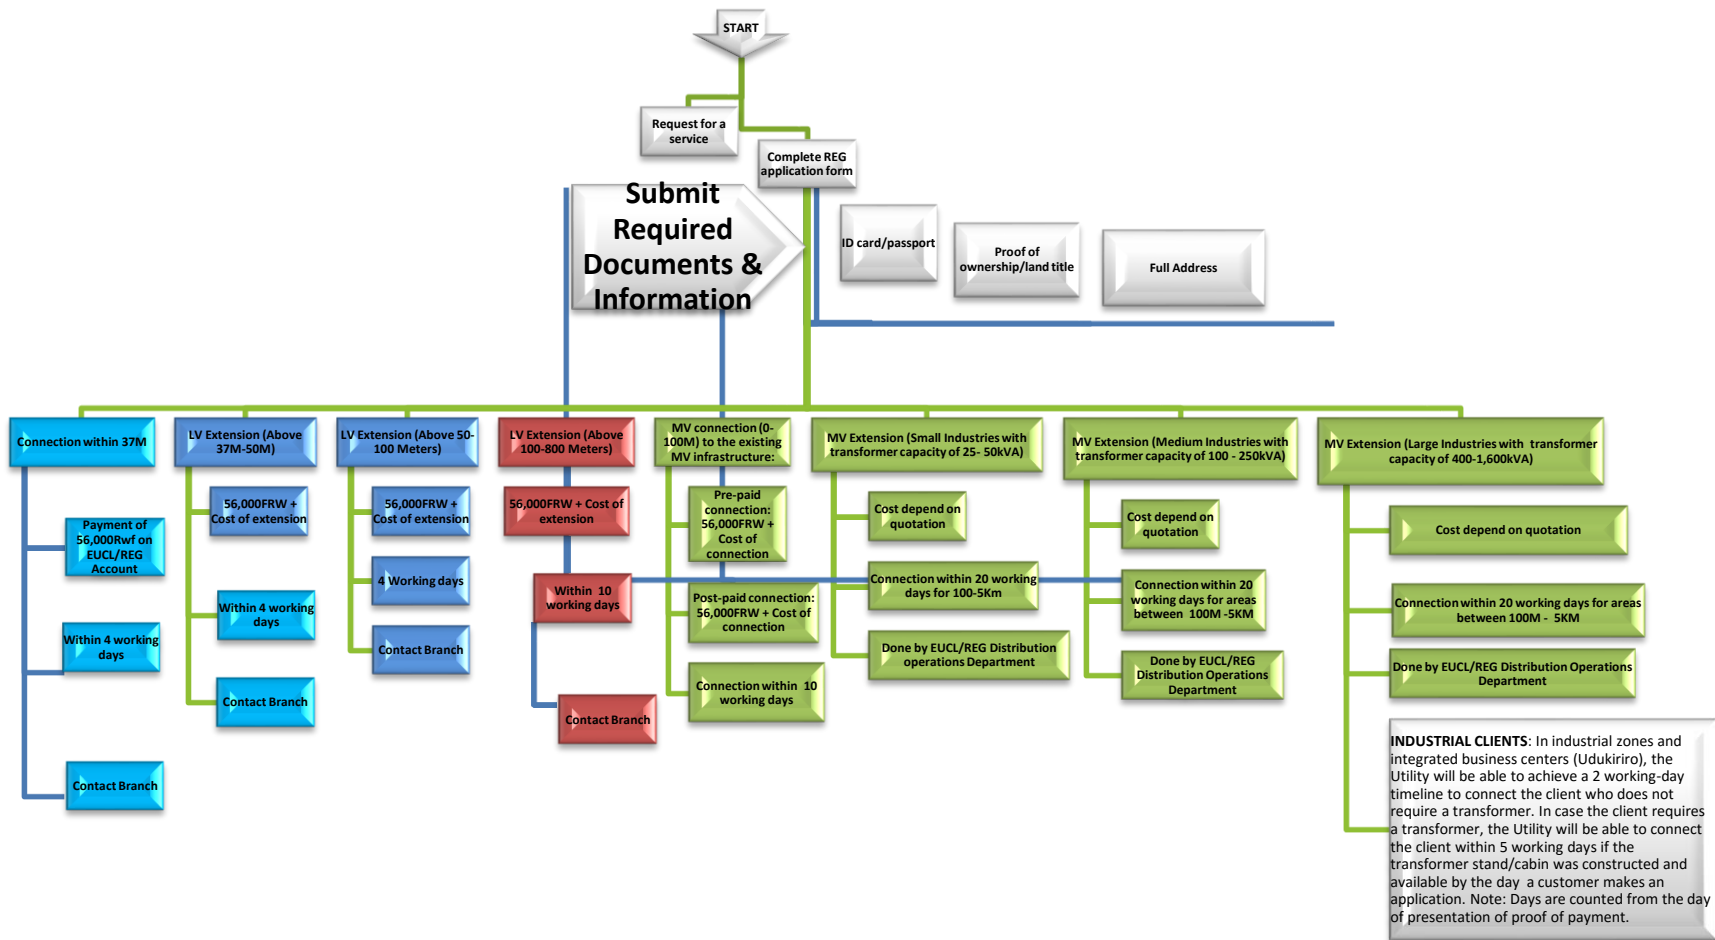 START
Request for a
service
Complete REG
application form
Submit
Required
Documents &
Information
ID card/passport
Proof of
ownership/land title
Full Address
Connection within 37M
Payment of
56,000Rwf on
EUCL/REG
Account
Within 4 working
days
Contact Branch
LV Extension (Above
37M-50M)
56,000FRW +
Cost of extension
Within 4 working
days
Contact Branch
LV Extension (Above 50-
100 Meters)
56,000FRW +
Cost of extension
4 Working days
Contact Branch
LV Extension (Above
100-800 Meters)
56,000FRW + Cost of
extension
Within  10
working days
Contact Branch
MV connection (0-
100M) to the existing
MV infrastructure:
Pre-paid
connection:
56,000FRW +
Cost of
connection
Post-paid connection:
56,000FRW + Cost of
connection
Connection within  10
working days
MV Extension (Small Industries with
transformer capacity of 25- 50kVA)
Cost depend on
quotation
Connection within 20 working
days for 100-5Km
Done by EUCL/REG Distribution
operations Department
MV Extension (Medium Industries with
transformer capacity of 100 - 250kVA)
Cost depend on
quotation
Connection within 20
working days for areas
between  100M -5KM
Done by EUCL/REG
Distribution Operations
Department
MV Extension (Large Industries with  transformer
capacity of 400-1,600kVA)
Cost depend on quotation
Connection within 20 working days for areas
between 100M -  5KM
Done by EUCL/REG Distribution Operations
Department
INDUSTRIAL CLIENTS: In industrial zones and
integrated business centers (Udukiriro), the
Utility will be able to achieve a 2 working-day
timeline to connect the client who does not
require a transformer. In case the client requires
a transformer, the Utility will be able to connect
the client within 5 working days if the
transformer stand/cabin was constructed and
available by the day  a customer makes an
application. Note: Days are counted from the day
of presentation of proof of payment.